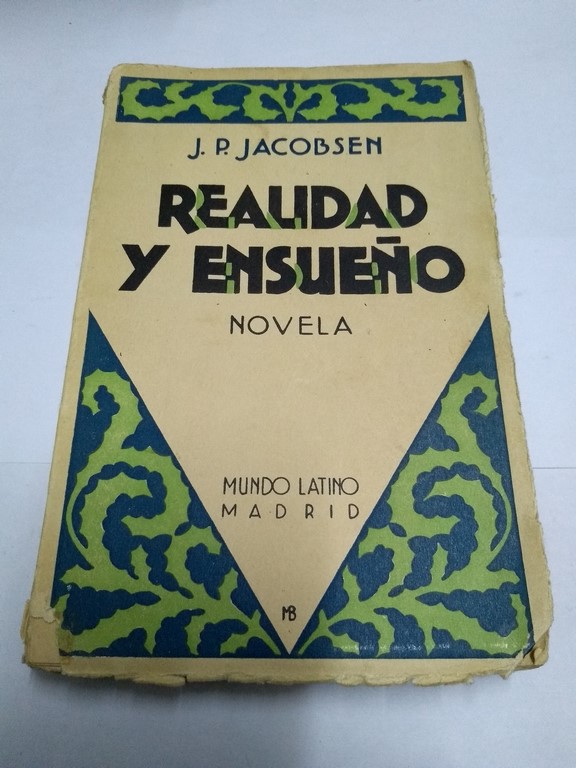 J. P. JACOBSEN
REALIDAD
Y ENSUEÑO
NOVELA
MUNDO LATINO
MADRID
MB